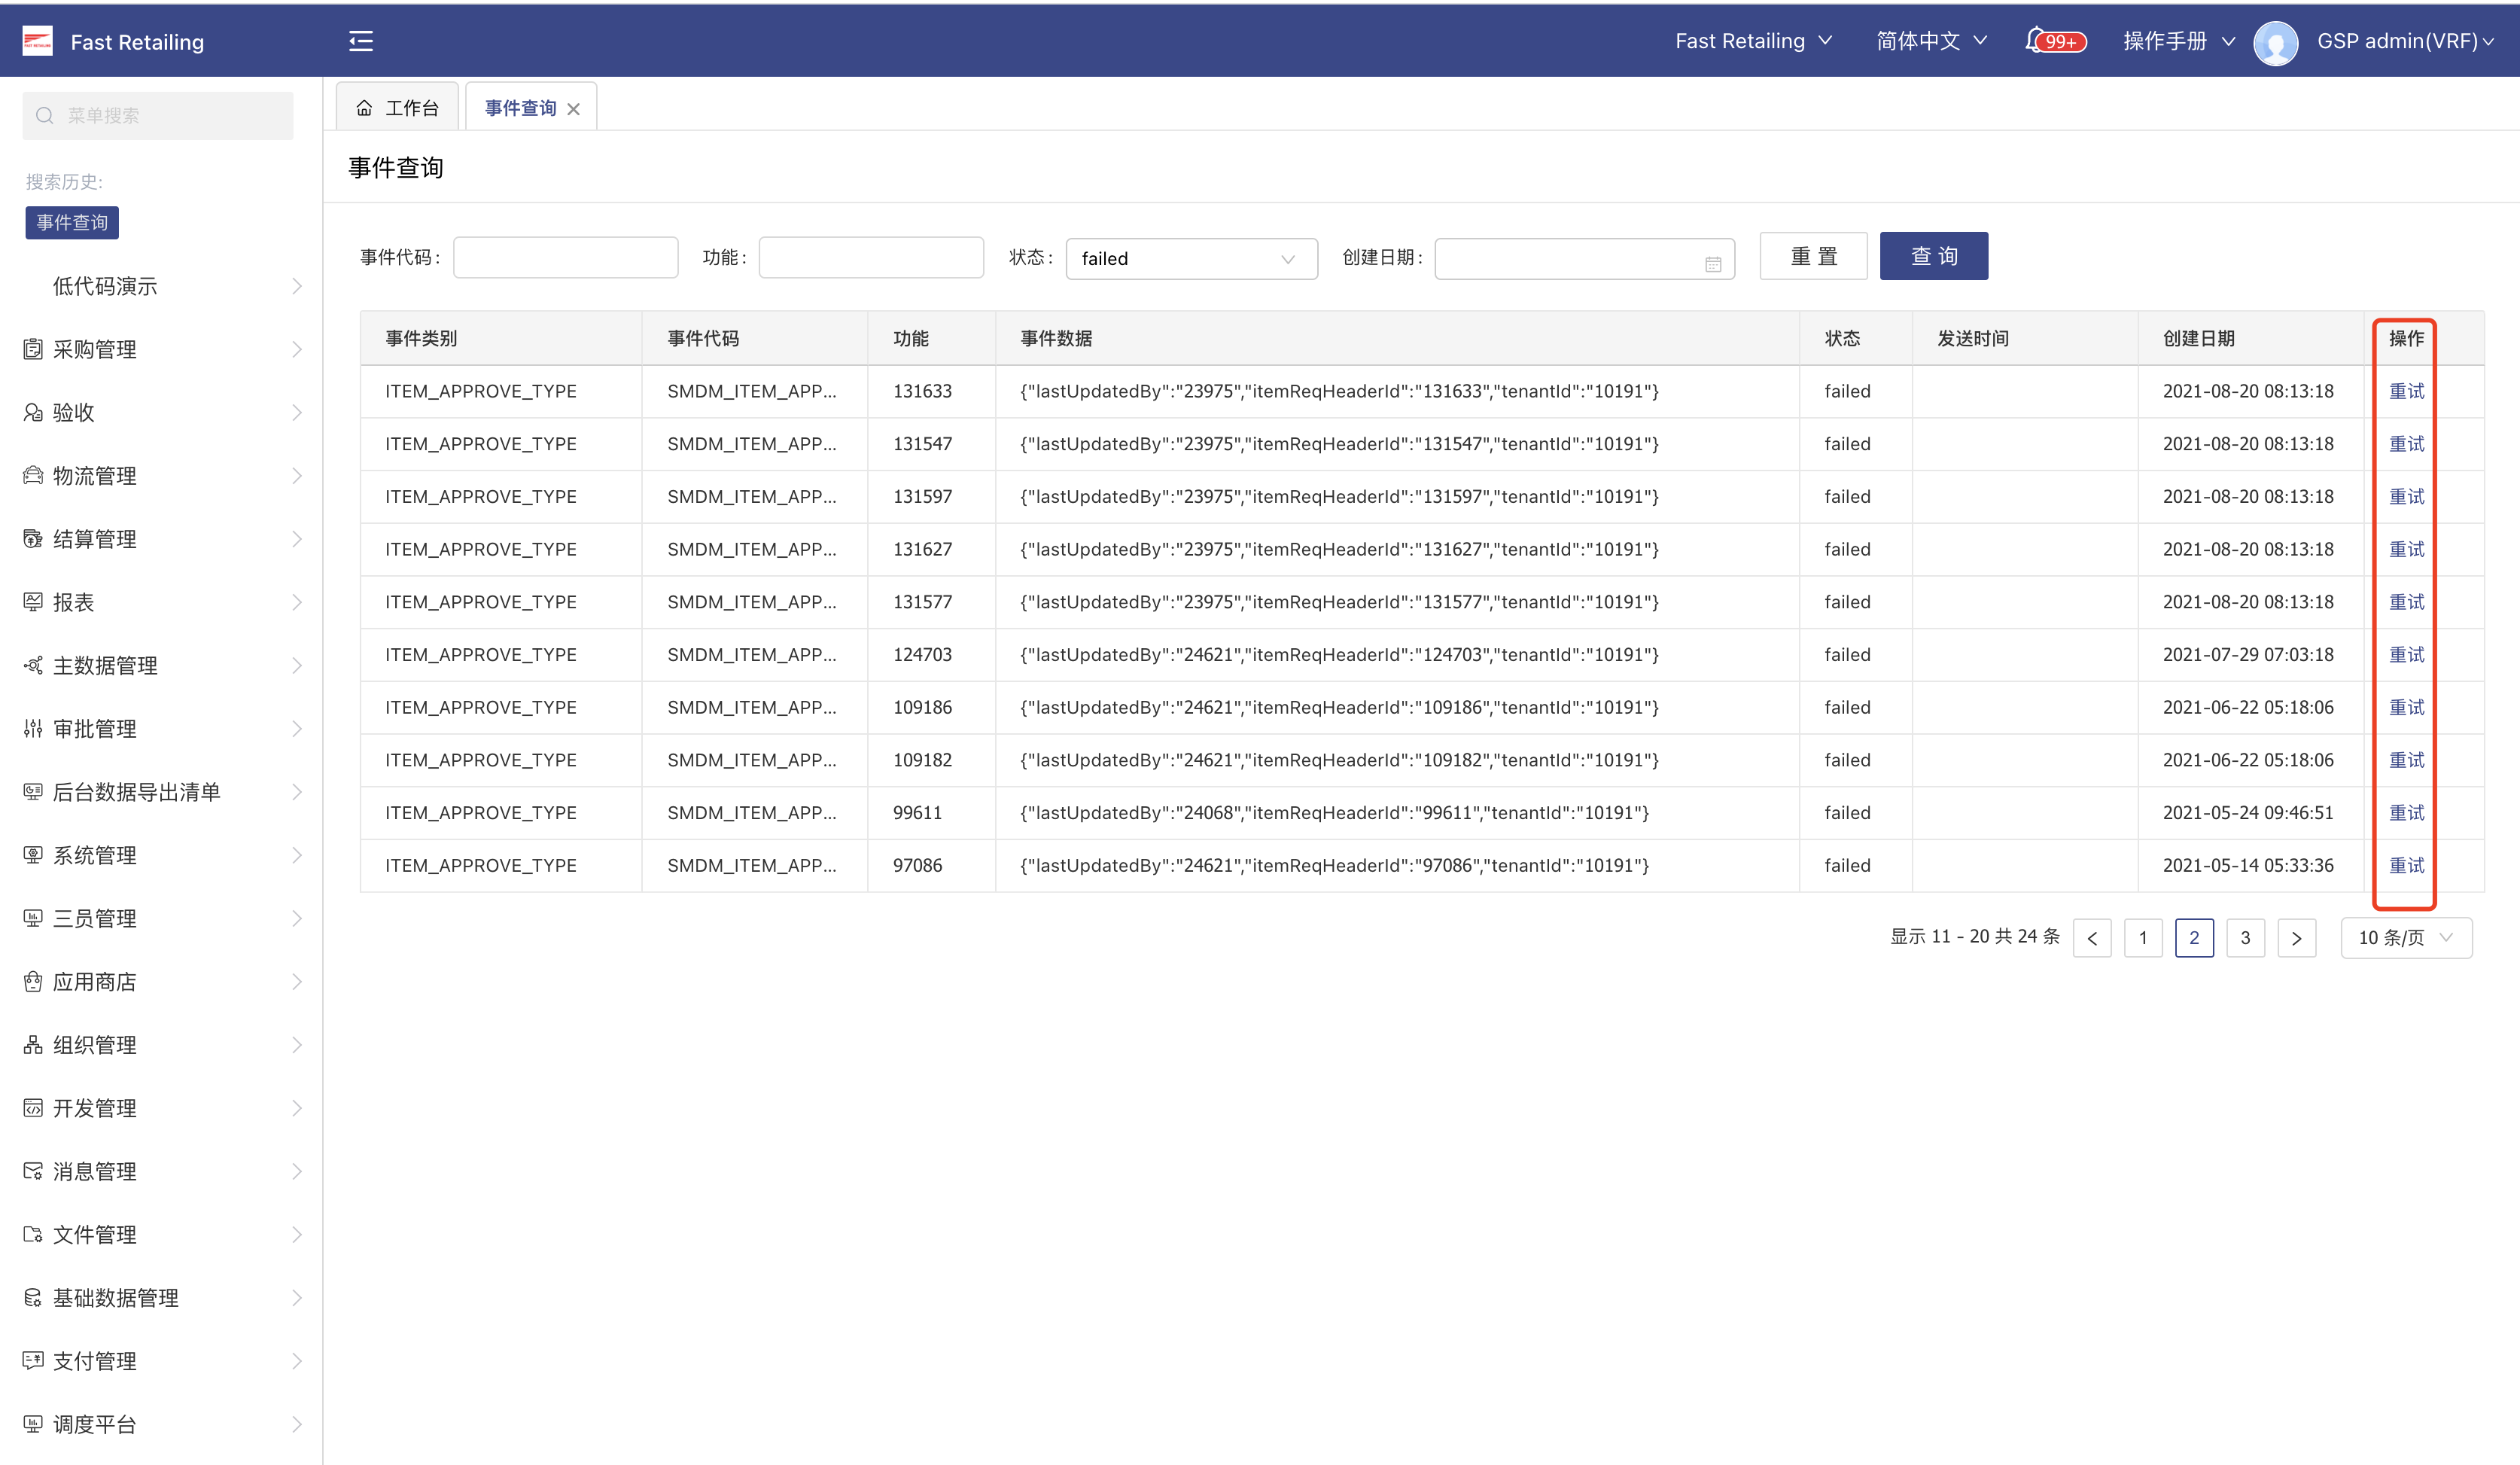 Fast Retailing
Fast Retailing 简体中文 99+ 操作手册 GSP admin(VRF)
菜单搜索
搜索历史:
事件查询
低代码演示
采购管理
验收
物流管理
结算管理
报表
主数据管理
审批管理
后台数据导出清单
系统管理
三员管理
应用商店
组织管理
开发管理
消息管理
文件管理
基础数据管理
支付管理
调度平台
工作台 事件查询
事件查询
事件代码: 功能: 状态: failed 创建日期: 重 置 查 询
事件类别 事件代码 功能 事件数据 状态 发送时间 创建日期 操作
ITEM_APPROVE_TYPE SMDM_ITEM_APP... 131633 {"lastUpdatedBy":"23975","itemReqHeaderId":"131633","tenantId":"10191"} failed 2021-08-20 08:13:18 重试
ITEM_APPROVE_TYPE SMDM_ITEM_APP... 131547 {"lastUpdatedBy":"23975","itemReqHeaderId":"131547","tenantId":"10191"} failed 2021-08-20 08:13:18 重试
ITEM_APPROVE_TYPE SMDM_ITEM_APP... 131597 {"lastUpdatedBy":"23975","itemReqHeaderId":"131597","tenantId":"10191"} failed 2021-08-20 08:13:18 重试
ITEM_APPROVE_TYPE SMDM_ITEM_APP... 131627 {"lastUpdatedBy":"23975","itemReqHeaderId":"131627","tenantId":"10191"} failed 2021-08-20 08:13:18 重试
ITEM_APPROVE_TYPE SMDM_ITEM_APP... 131577 {"lastUpdatedBy":"23975","itemReqHeaderId":"131577","tenantId":"10191"} failed 2021-08-20 08:13:18 重试
ITEM_APPROVE_TYPE SMDM_ITEM_APP... 124703 {"lastUpdatedBy":"24621","itemReqHeaderId":"124703","tenantId":"10191"} failed 2021-07-29 07:03:18 重试
ITEM_APPROVE_TYPE SMDM_ITEM_APP... 109186 {"lastUpdatedBy":"24621","itemReqHeaderId":"109186","tenantId":"10191"} failed 2021-06-22 05:18:06 重试
ITEM_APPROVE_TYPE SMDM_ITEM_APP... 109182 {"lastUpdatedBy":"24621","itemReqHeaderId":"109182","tenantId":"10191"} failed 2021-06-22 05:18:06 重试
ITEM_APPROVE_TYPE SMDM_ITEM_APP... 99611 {"lastUpdatedBy":"24068","itemReqHeaderId":"99611","tenantId":"10191"} failed 2021-05-24 09:46:51 重试
ITEM_APPROVE_TYPE SMDM_ITEM_APP... 97086 {"lastUpdatedBy":"24621","itemReqHeaderId":"97086","tenantId":"10191"} failed 2021-05-14 05:33:36 重试
显示 11 - 20 共 24 条 1 2 3 10 条/页